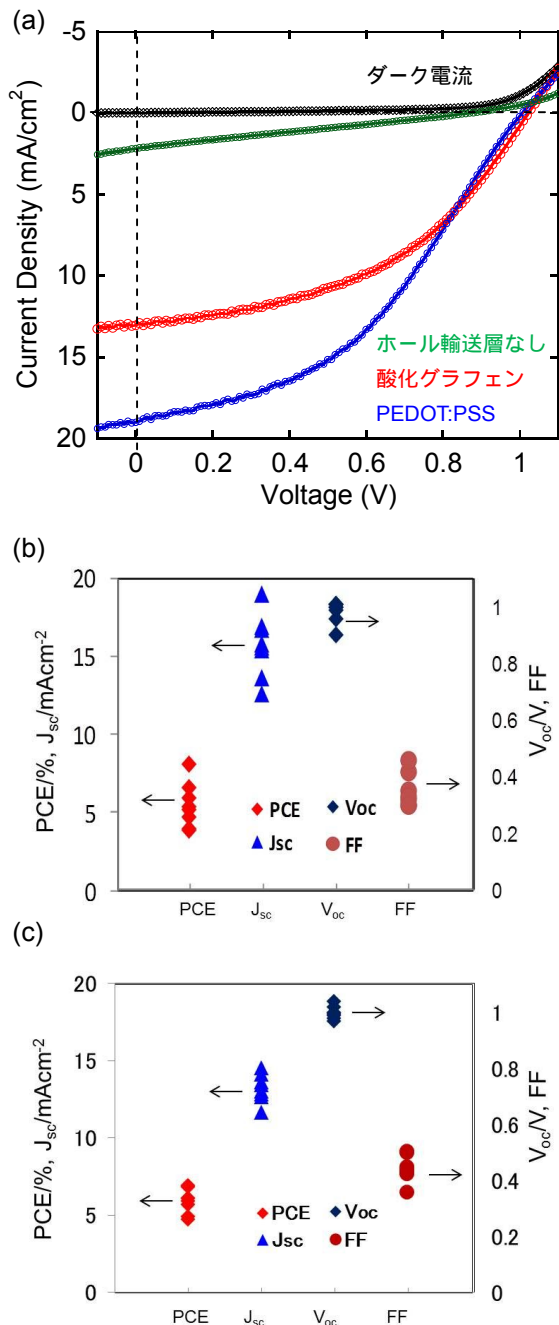 (a)
-5
0
5
10
15
20
Current Density (mA/cm2)
ダーク電流
ホール輸送層なし
酸化グラフェン
PEDOT:PSS
0 0.2 0.4 0.6 0.8 1
Voltage (V)
(b)
20
15
10
5
0
PCE/%, Jsc/mAcm-2
1
0.8
0.6
0.4
0.2
0
Voc/V, FF
PCE Voc
Jsc FF
PCE Jsc Voc FF
(c)
20
15
10
5
0
PCE/%, Jsc/mAcm-2
1
0.8
0.6
0.4
0.2
0
Voc/V, FF
PCE Voc
Jsc FF
PCE Jsc Voc FF